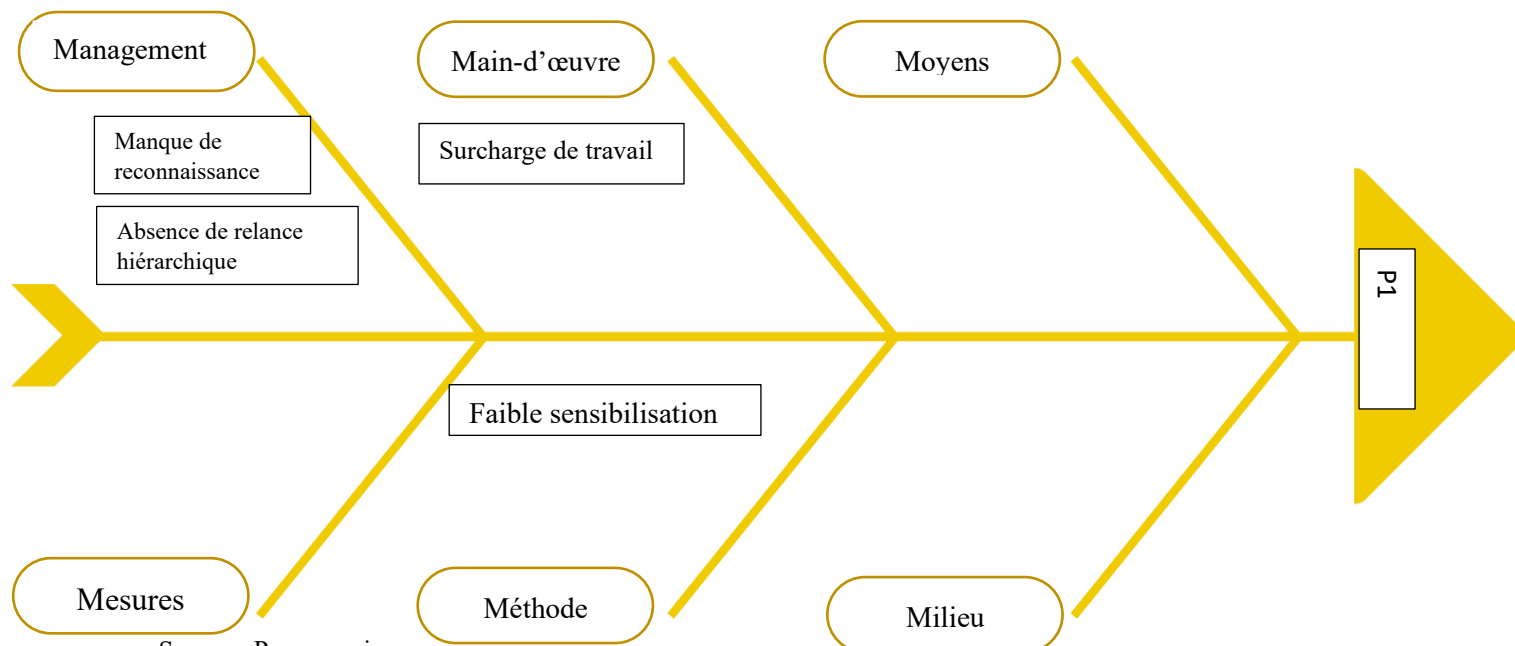 Management
Main-d’œuvre
Moyens
Manque de
reconnaissance
Surcharge de travail
Absence de relance
hiérarchique
P1
Faible sensibilisation
Mesures
Méthode
Milieu